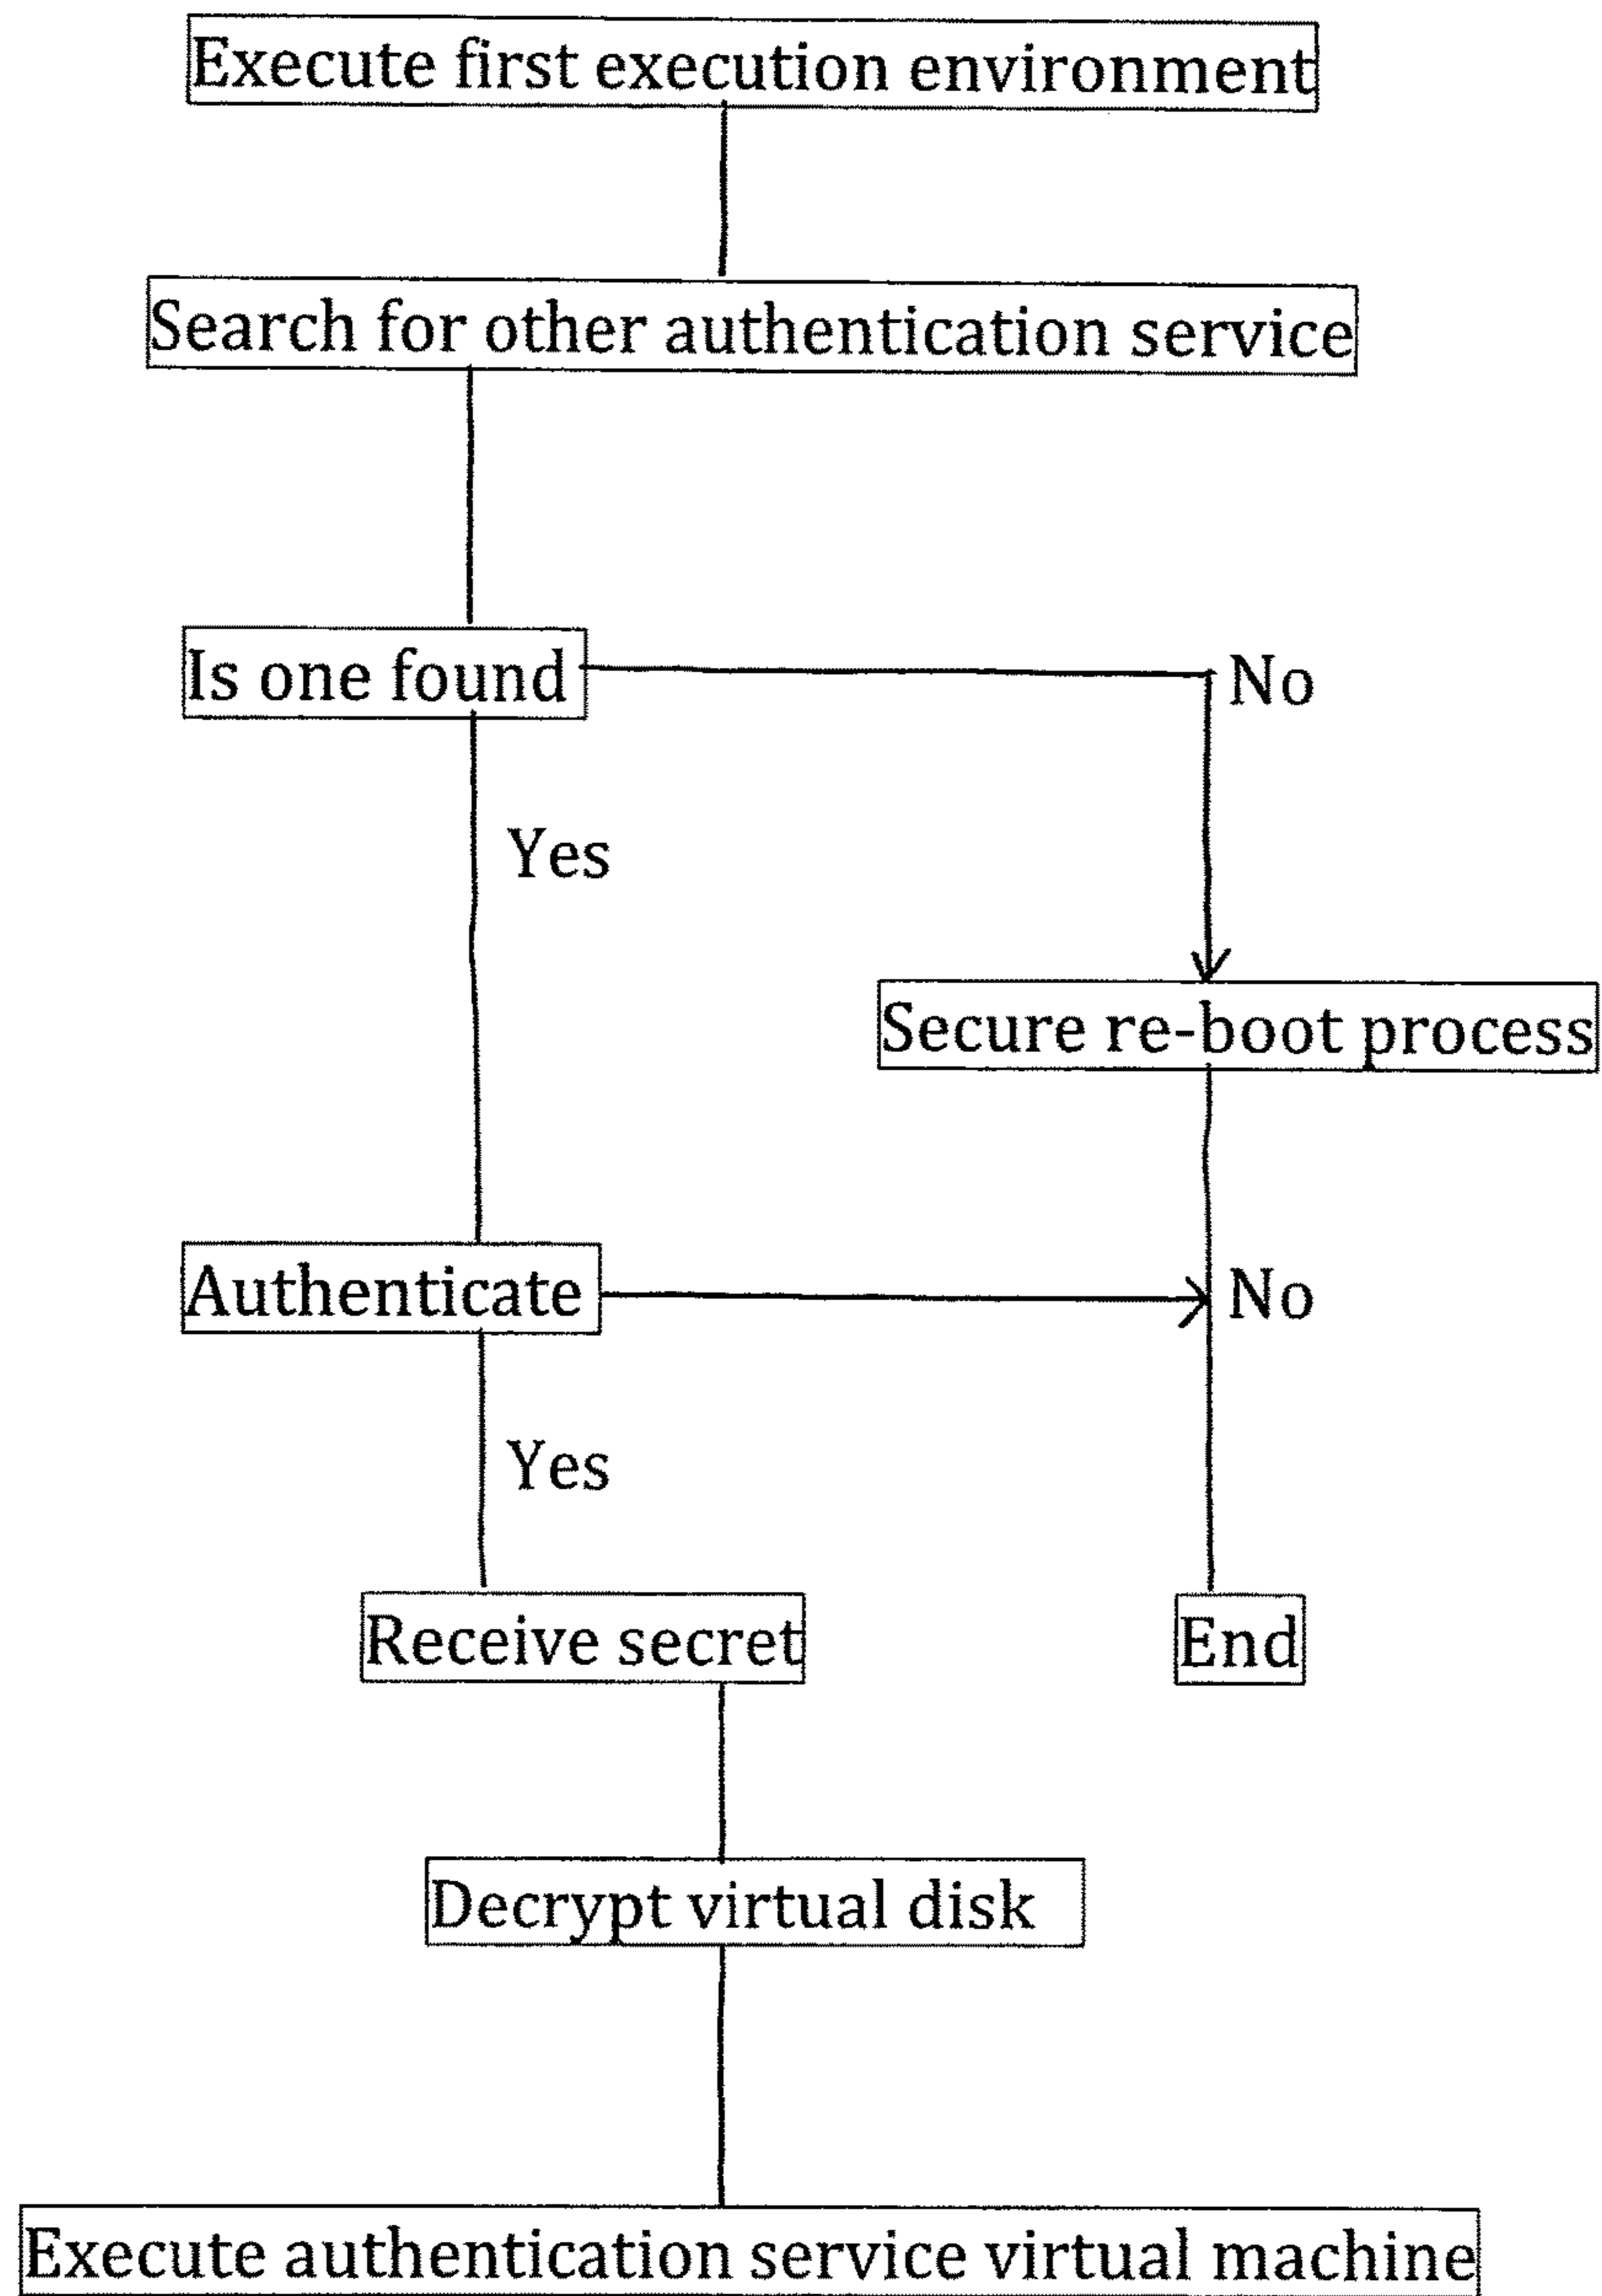 Execute first execution environment
Search for other authentication service
Is one found
No
Yes
Secure re-boot process
Authenticate
No
Yes
Receive secret
End
Decrypt virtual disk
Execute authentication service virtual machine